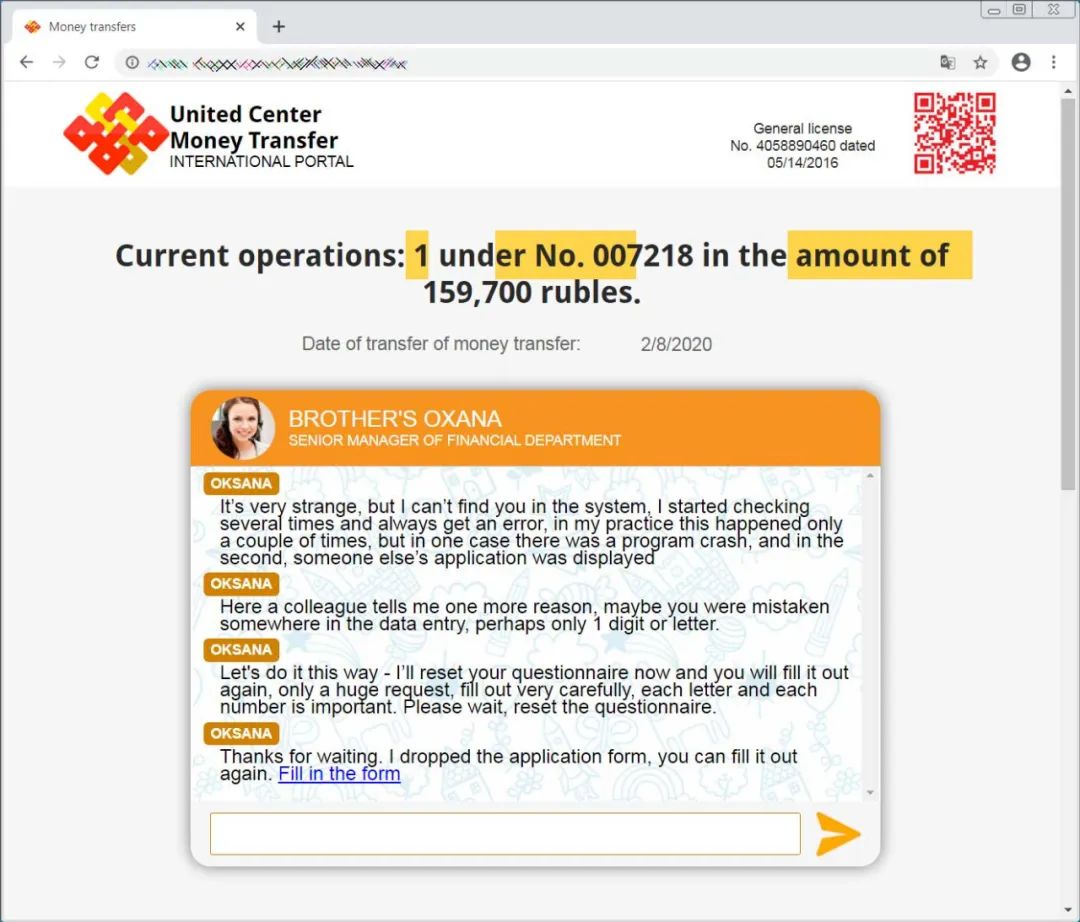 Money transfers
United Center
Money Transfer
INTERNATIONAL PORTAL
General license
No. 4058890460 dated
05/14/2016
Current operations: 1 under No. 007218 in the amount of
159,700 rubles.
Date of transfer of money transfer: 2/8/2020
BROTHER'S OXANA
SENIOR MANAGER OF FINANCIAL DEPARTMENT
OKSANA
It's very strange, but I can't find you in the system, I started checking
several times and always get an error, in my practice this happened only
a couple of times, but in one case there was a program crash, and in the
second, someone else's application was displayed
OKSANA
Here a colleague tells me one more reason, maybe you were mistaken
somewhere in the data entry, perhaps only 1 digit or letter.
OKSANA
Let's do it this way - I'll reset your questionnaire now and you will fill it out
again, only a huge request, fill out very carefully, each letter and each
number is important. Please wait, reset the questionnaire.
OKSANA
Thanks for waiting. I dropped the application form, you can fill it out
again. Fill in the form